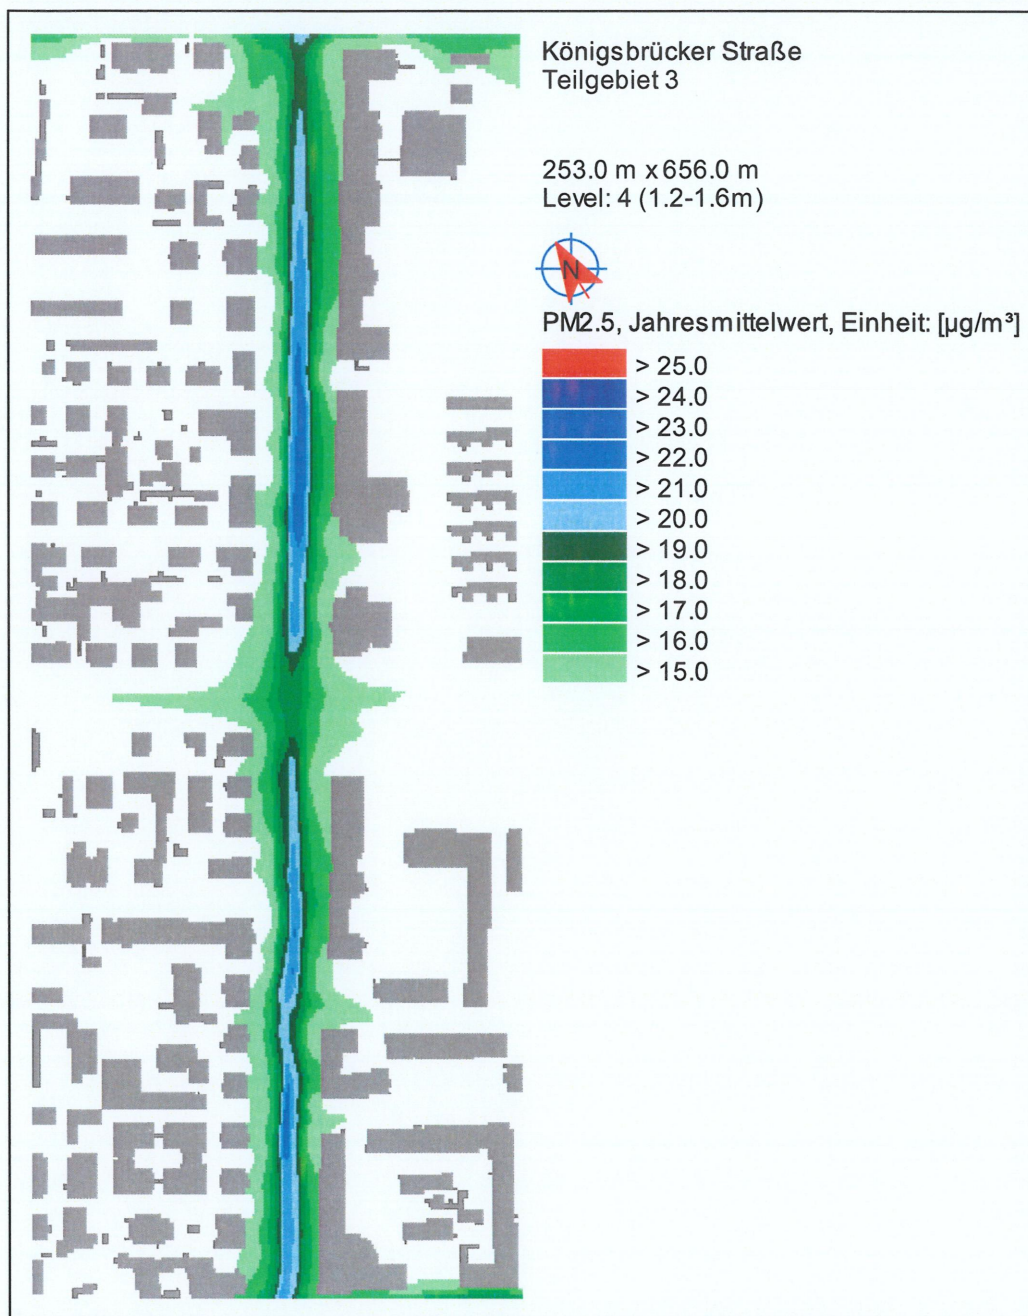 Königsbrücker Straße
Teilgebiet 3
253.0 m x 656.0 m
Level: 4 (1.2-1.6m)
N
PM2.5, Jahresmittelwert, Einheit: [µg/m³]
> 25.0
> 24.0
> 23.0
> 22.0
> 21.0
> 20.0
> 19.0
> 18.0
> 17.0
> 16.0
> 15.0